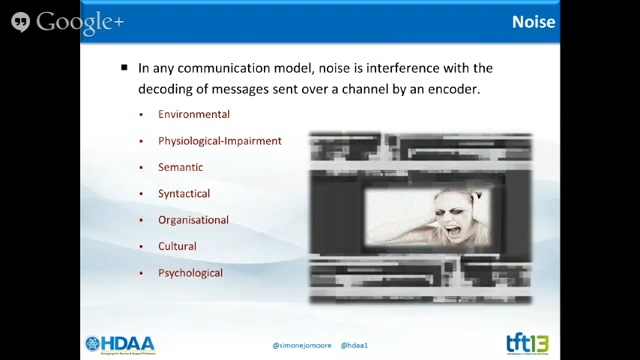 Google+
Noise
In any communication model, noise is interference with the
decoding of messages sent over a channel by an encoder.
Environmental
Physiological-Impairment
Semantic
Syntactical
Organisational
Cultural
Psychological
HDAA
@simonejomoore @hdaa1
tft13